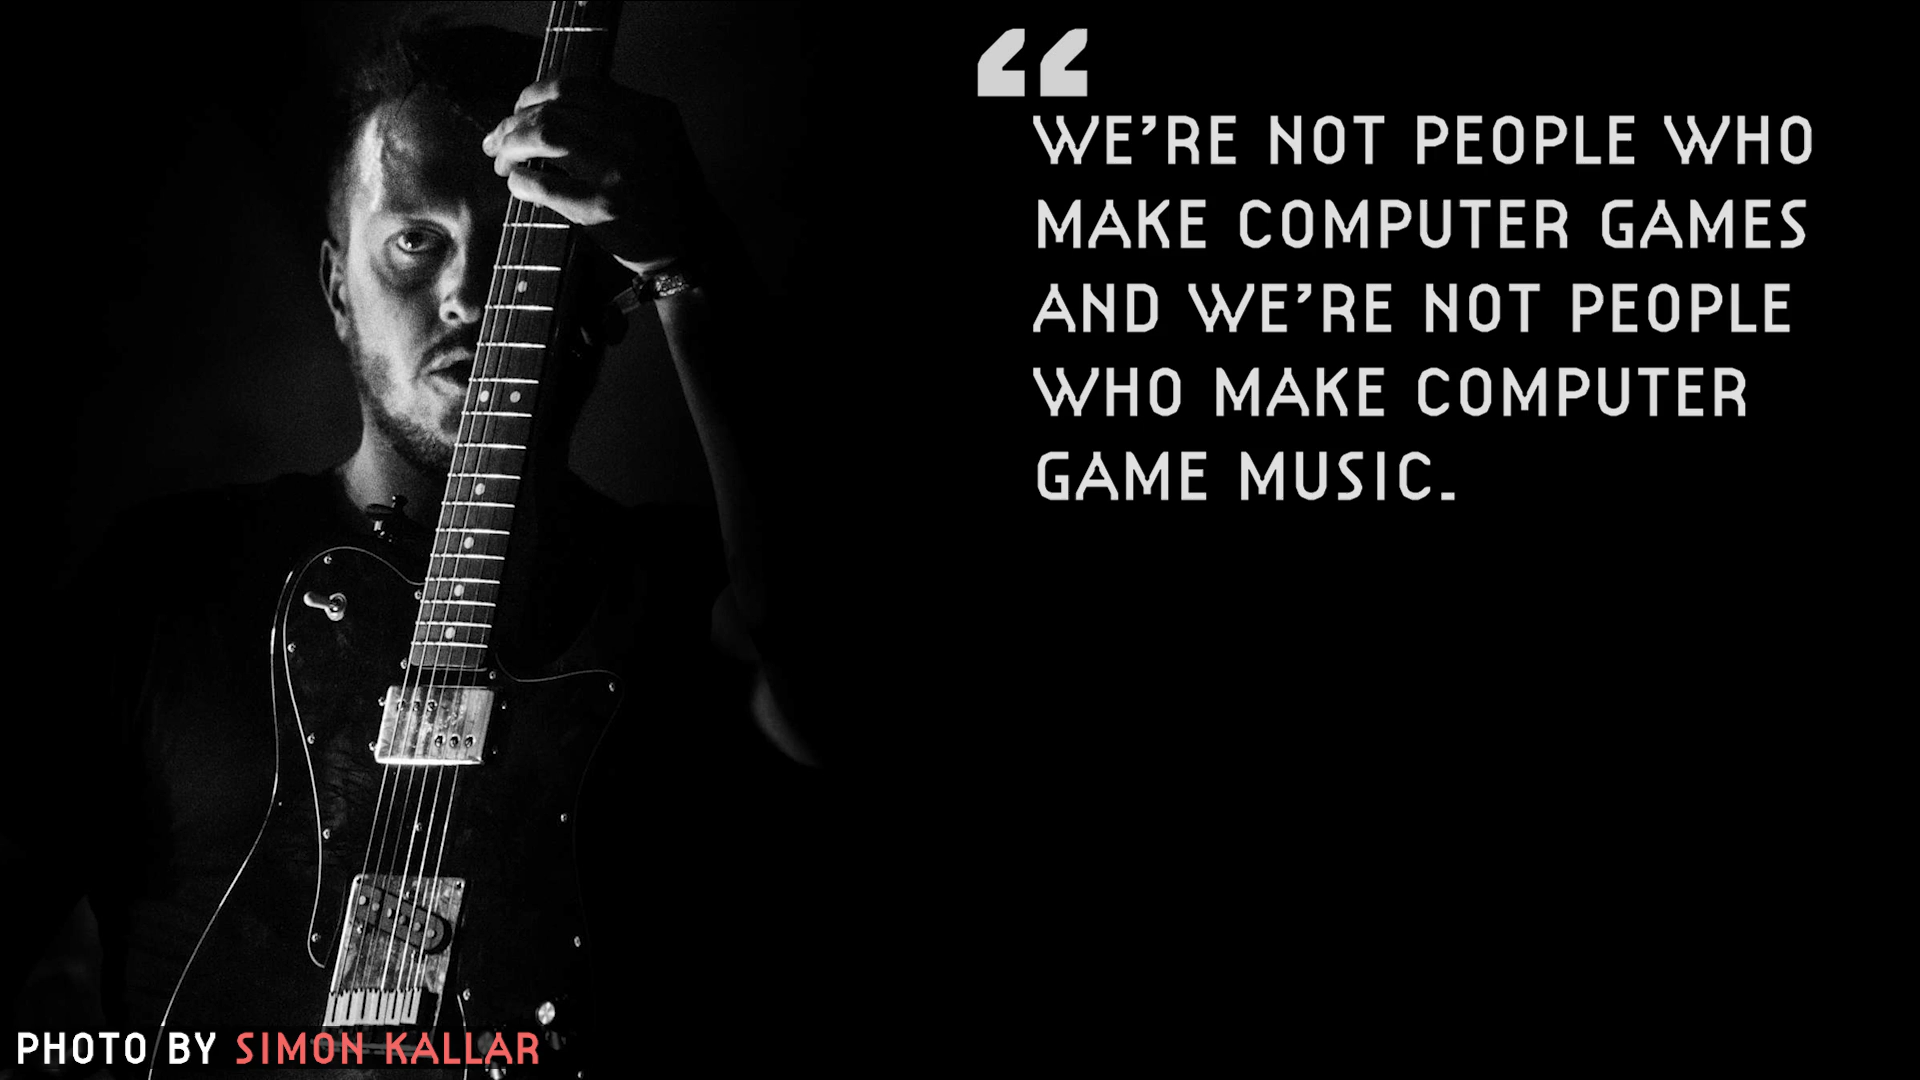 “
WE’RE NOT PEOPLE WHO
MAKE COMPUTER GAMES
AND WE’RE NOT PEOPLE
WHO MAKE COMPUTER
GAME MUSIC.
PHOTO BY SIMON KALLAR